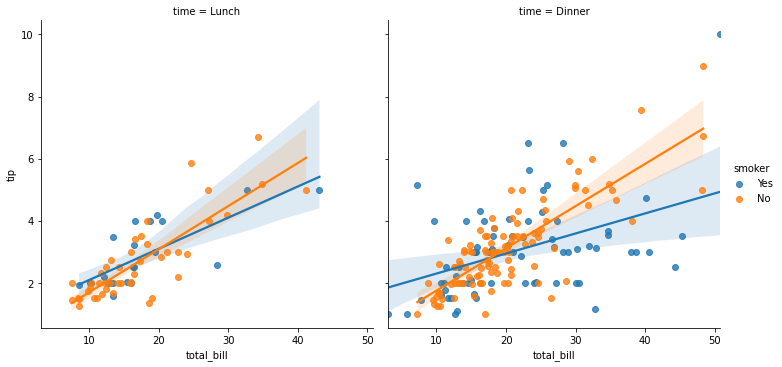 time = Lunch
time = Dinner
10
8
6
4
2
tip
smoker
Yes
No
10 20 30 40 50
10 20 30 40 50
total_bill
total_bill